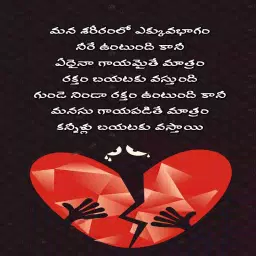 మన శరీరంలో ఎక్కువభాగం
నీరే ఉంటుంది కానీ
ఏదైనా గాయమైతే మాత్రం
రక్తం బయటకు వస్తుంది
గుండె నిండా రక్తం ఉంటుంది కానీ
మనసు గాయపడితే మాత్రం
కన్నీళ్లు బయటకు వస్తాయి